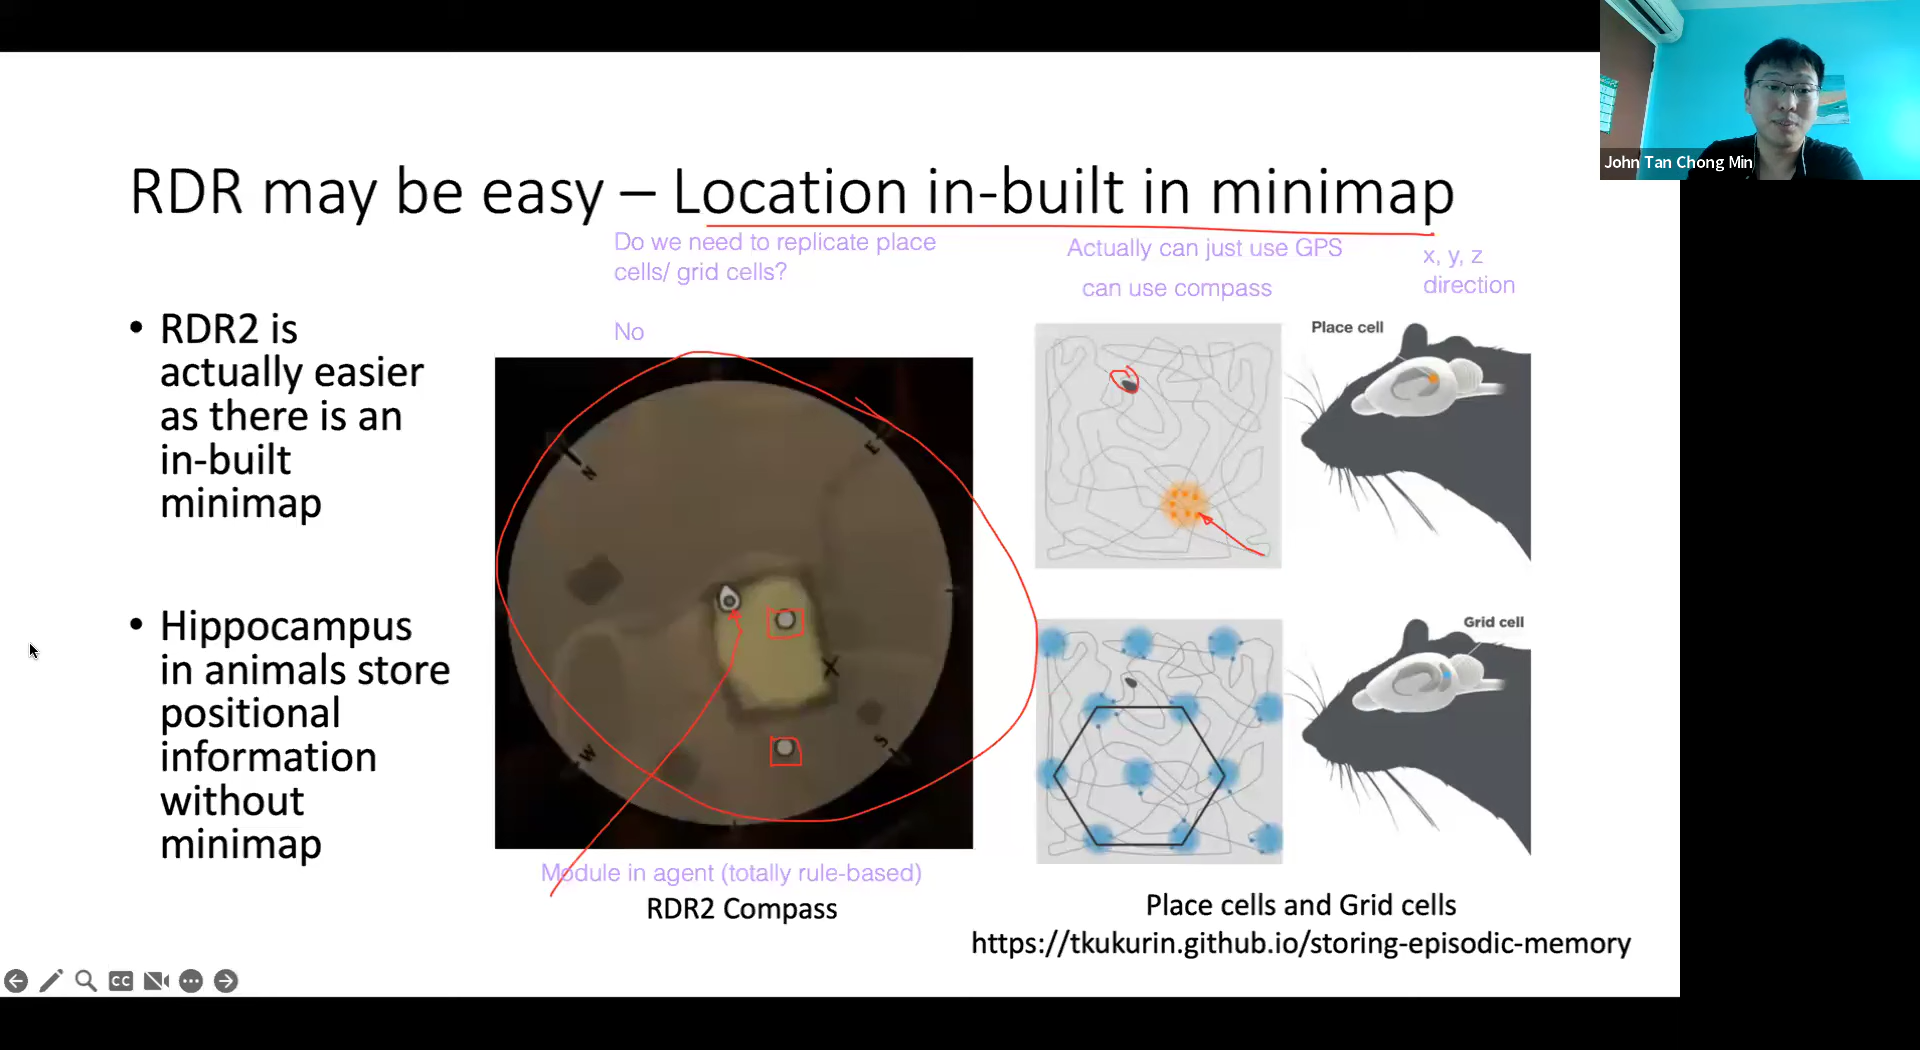 John Tan Chong Min
RDR may be easy – Location in-built in minimap
Do we need to replicate place
cells/ grid cells?
No
Actually can just use GPS
can use compass
x, y, z
direction
• RDR2 is
actually easier
as there is an
in-built
minimap
• Hippocampus
in animals store
positional
information
without
minimap
N
E
W
S
X
Module in agent (totally rule-based)
RDR2 Compass
Place cell
Grid cell
Place cells and Grid cells
https://tkukurin.github.io/storing-episodic-memory
CC